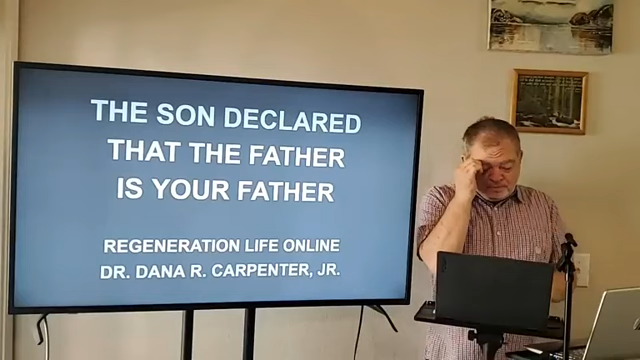 THE SON DECLARED
THAT THE FATHER
IS YOUR FATHER
REGENERATION LIFE ONLINE
DR. DANA R. CARPENTER, JR.